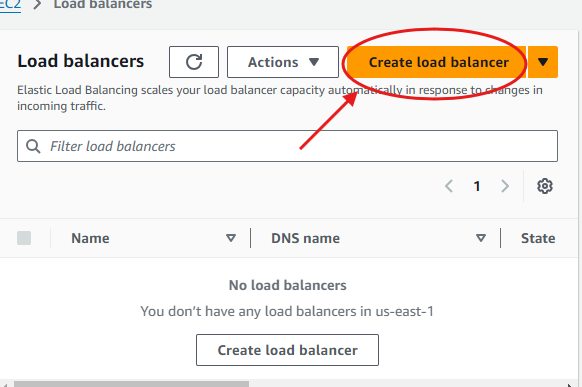 EC2 > Load balancers
Load balancers
Actions
Create load balancer
Elastic Load Balancing scales your load balancer capacity automatically in response to changes in
incoming traffic.
Filter load balancers
1
Name
DNS name
State
No load balancers
You don’t have any load balancers in us-east-1
Create load balancer